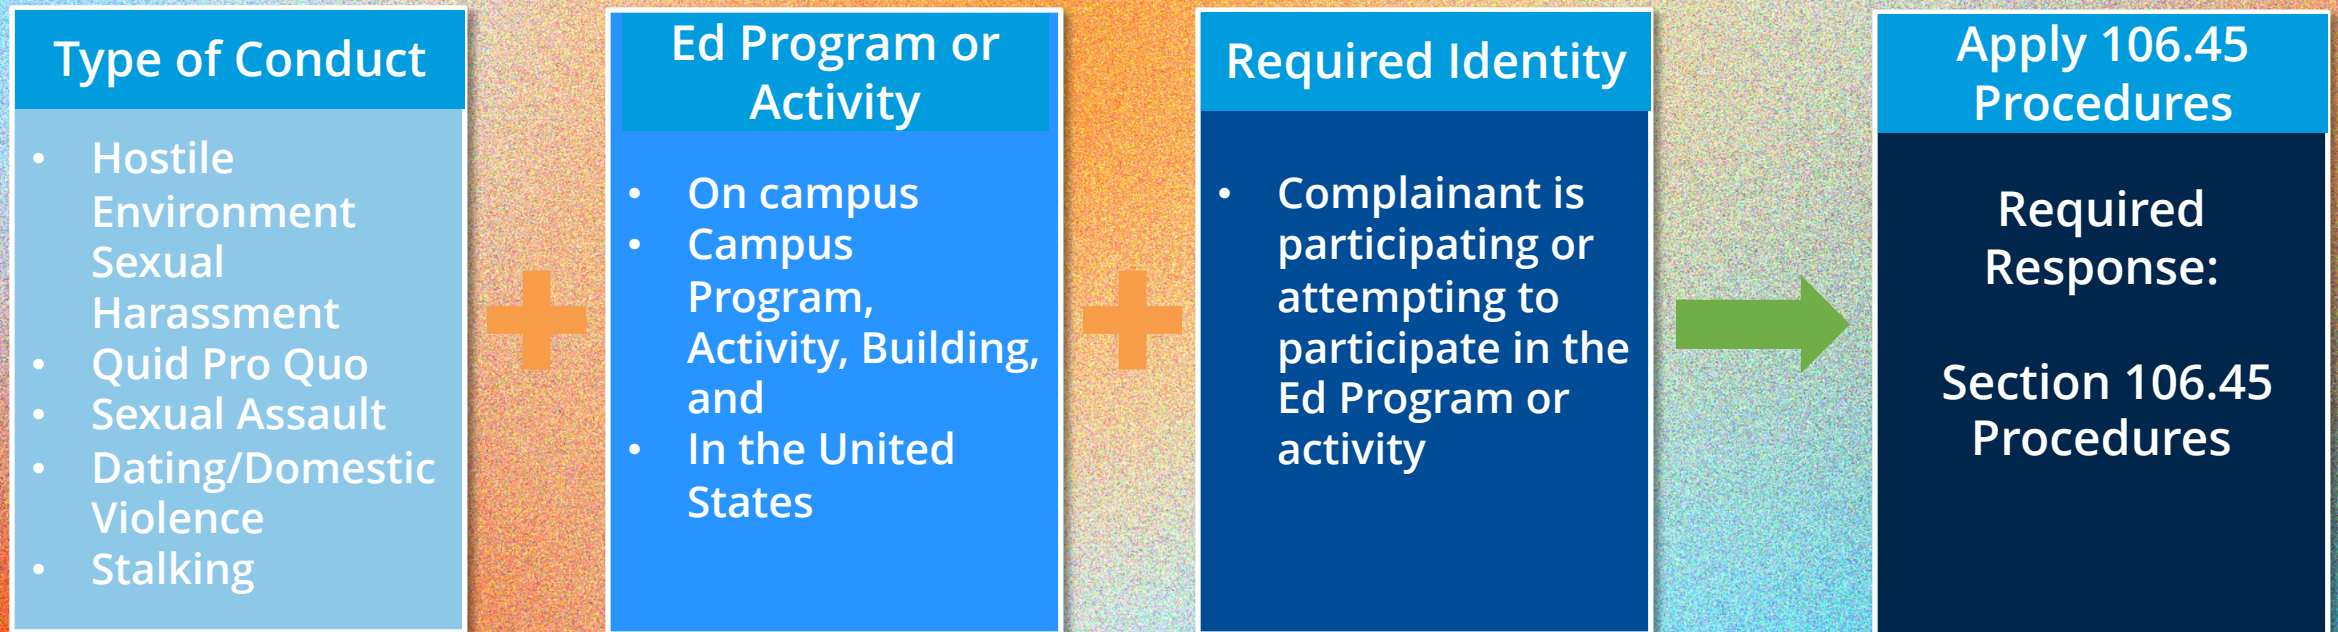 Type of Conduct
• Hostile
Environment
Sexual
Harassment
• Quid Pro Quo
• Sexual Assault
• Dating/Domestic
Violence
• Stalking
Ed Program or
Activity
• On campus
• Campus
Program,
Activity, Building,
and
• In the United
States
Required Identity
• Complainant is
participating or
attempting to
participate in the
Ed Program or
activity
Apply 106.45
Procedures
Required
Response:
Section 106.45
Procedures